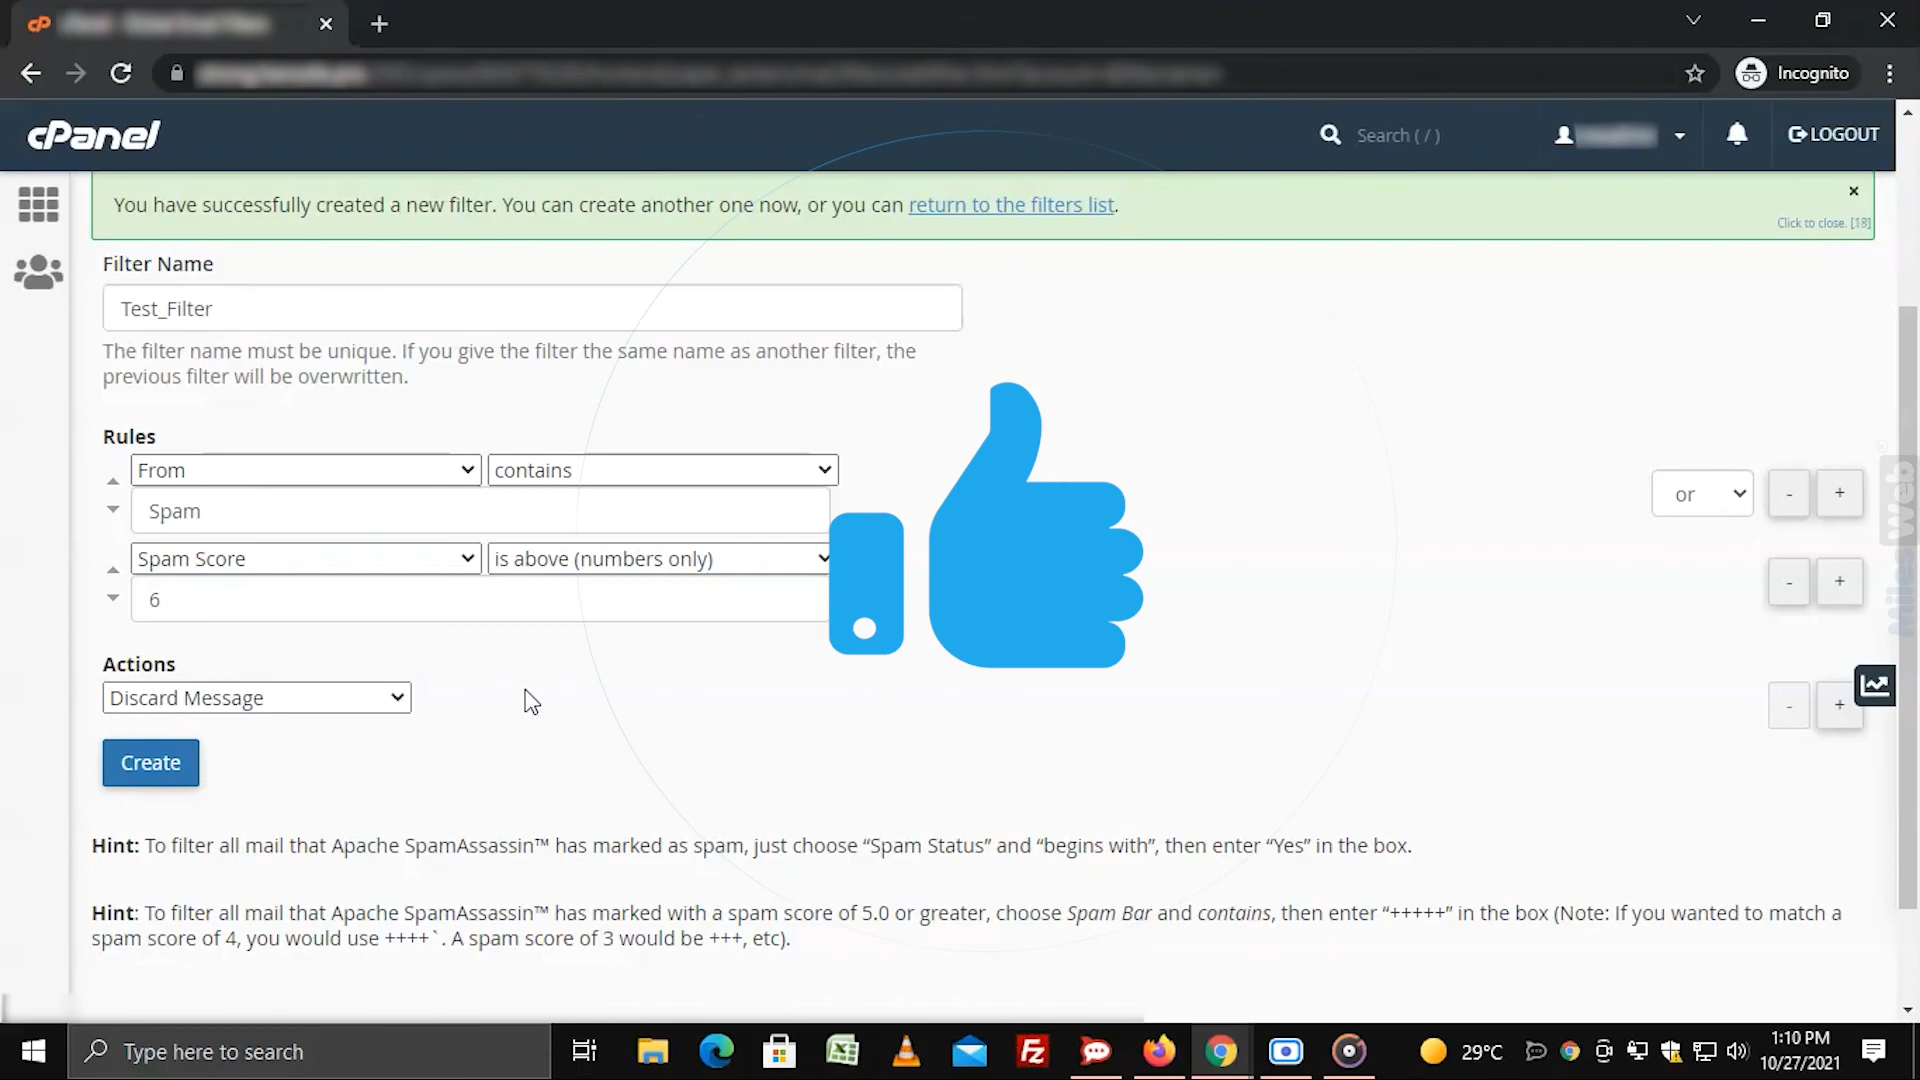 Incognito
cPanel
Search ( / )
LOGOUT
You have successfully created a new filter. You can create another one now, or you can return to the filters list.
×
Click to close. [18]
Filter Name
Test_Filter
The filter name must be unique. If you give the filter the same name as another filter, the
previous filter will be overwritten.
Rules
From contains
or - +
Spam
Spam Score is above (numbers only)
- +
6
Actions
Discard Message
- +
Create
Hint: To filter all mail that Apache SpamAssassin™ has marked as spam, just choose “Spam Status” and “begins with”, then enter “Yes” in the box.
Hint: To filter all mail that Apache SpamAssassin™ has marked with a spam score of 5.0 or greater, choose Spam Bar and contains, then enter “+++++” in the box (Note: If you wanted to match a
spam score of 4, you would use ++++`. A spam score of 3 would be +++, etc).
MilesWeb
Type here to search
29°C
1:10 PM
10/27/2021